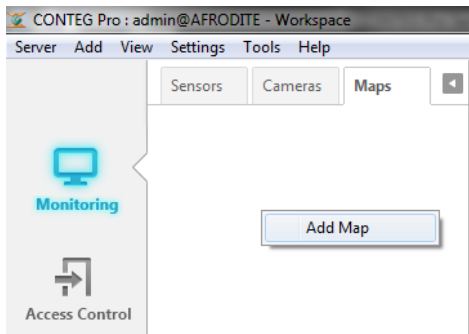 CONTEG Pro : admin@AFRODITE - Workspace
Server Add View Settings Tools Help
Sensors Cameras Maps
Monitoring
Add Map
Access Control